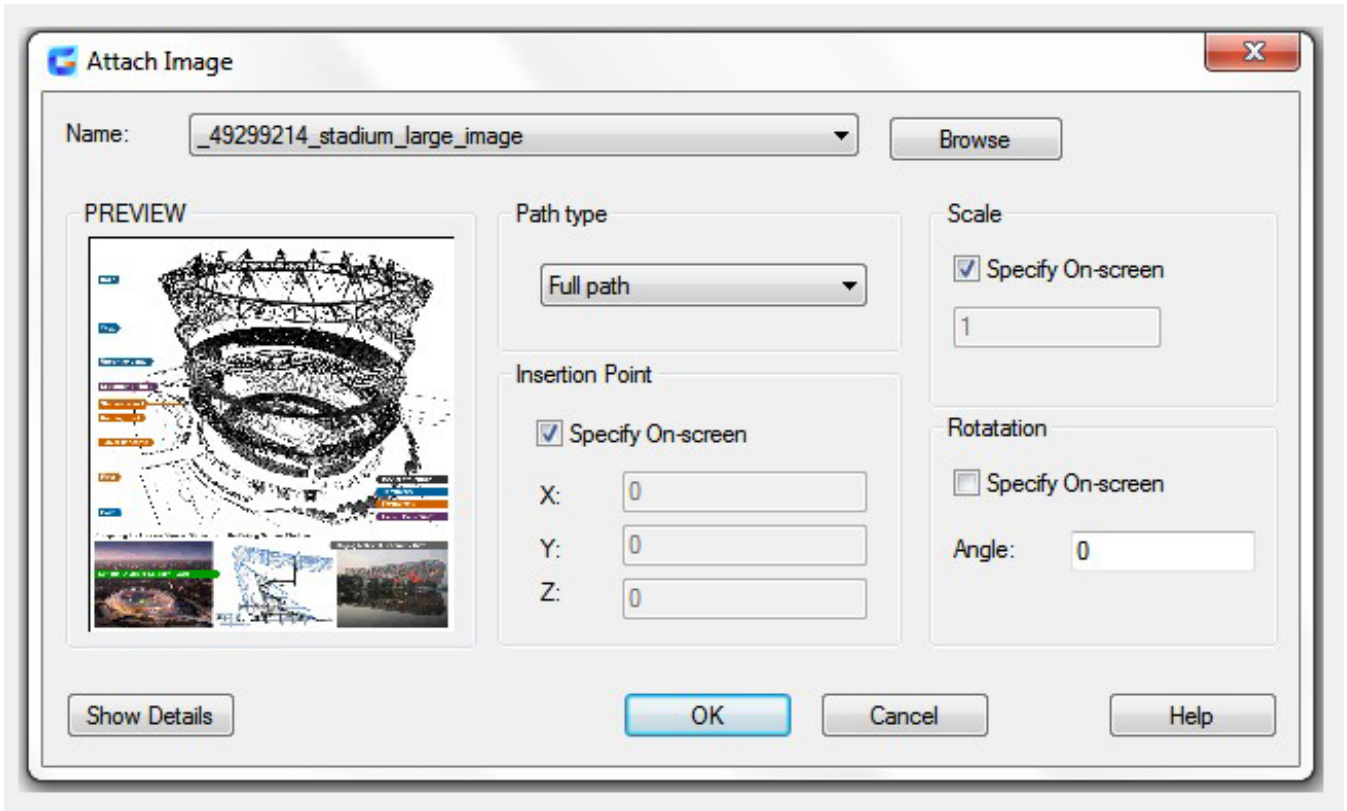 Attach Image
Name:
_49299214_stadium_large_image
Browse
PREVIEW
Path type
Full path
Insertion Point
Specify On-screen
X:
0
Y:
0
Z:
0
Scale
Specify On-screen
1
Rotatation
Specify On-screen
Angle:
0
Show Details
OK
Cancel
Help